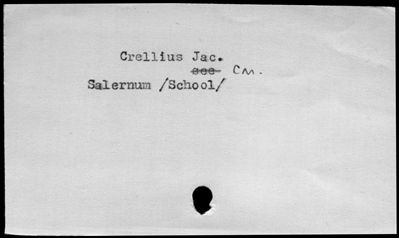 Crellius Jac.
see Cm.
Salernum /School/